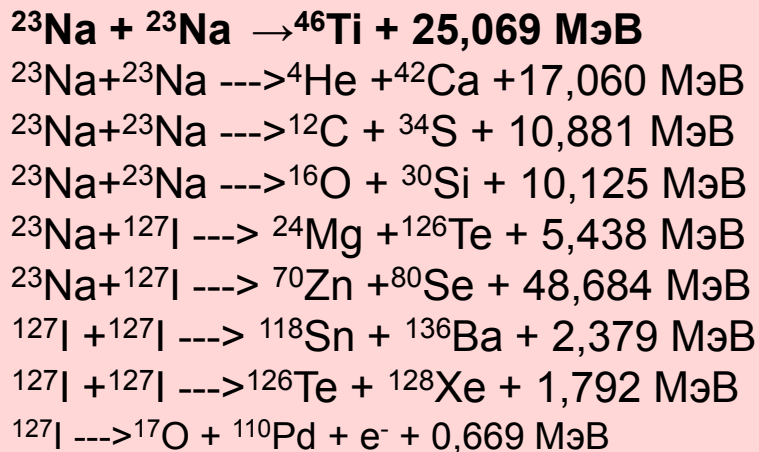 ²³Na + ²³Na →⁴⁶Ti + 25,069 МэВ
²³Na+²³Na --->⁴He +⁴²Ca +17,060 МэВ
²³Na+²³Na --->¹²C + ³⁴S + 10,881 МэВ
²³Na+²³Na --->¹⁶O + ³⁰Si + 10,125 МэВ
²³Na+¹²⁷I ---> ²⁴Mg +¹²⁶Te + 5,438 МэВ
²³Na+¹²⁷I ---> ⁷⁰Zn +⁸⁰Se + 48,684 МэВ
¹²⁷I +¹²⁷I ---> ¹¹⁸Sn + ¹³⁶Ba + 2,379 МэВ
¹²⁷I +¹²⁷I --->¹²⁶Te + ¹²⁸Xe + 1,792 МэВ
¹²⁷I --->¹⁷O + ¹¹⁰Pd + e⁻ + 0,669 МэВ